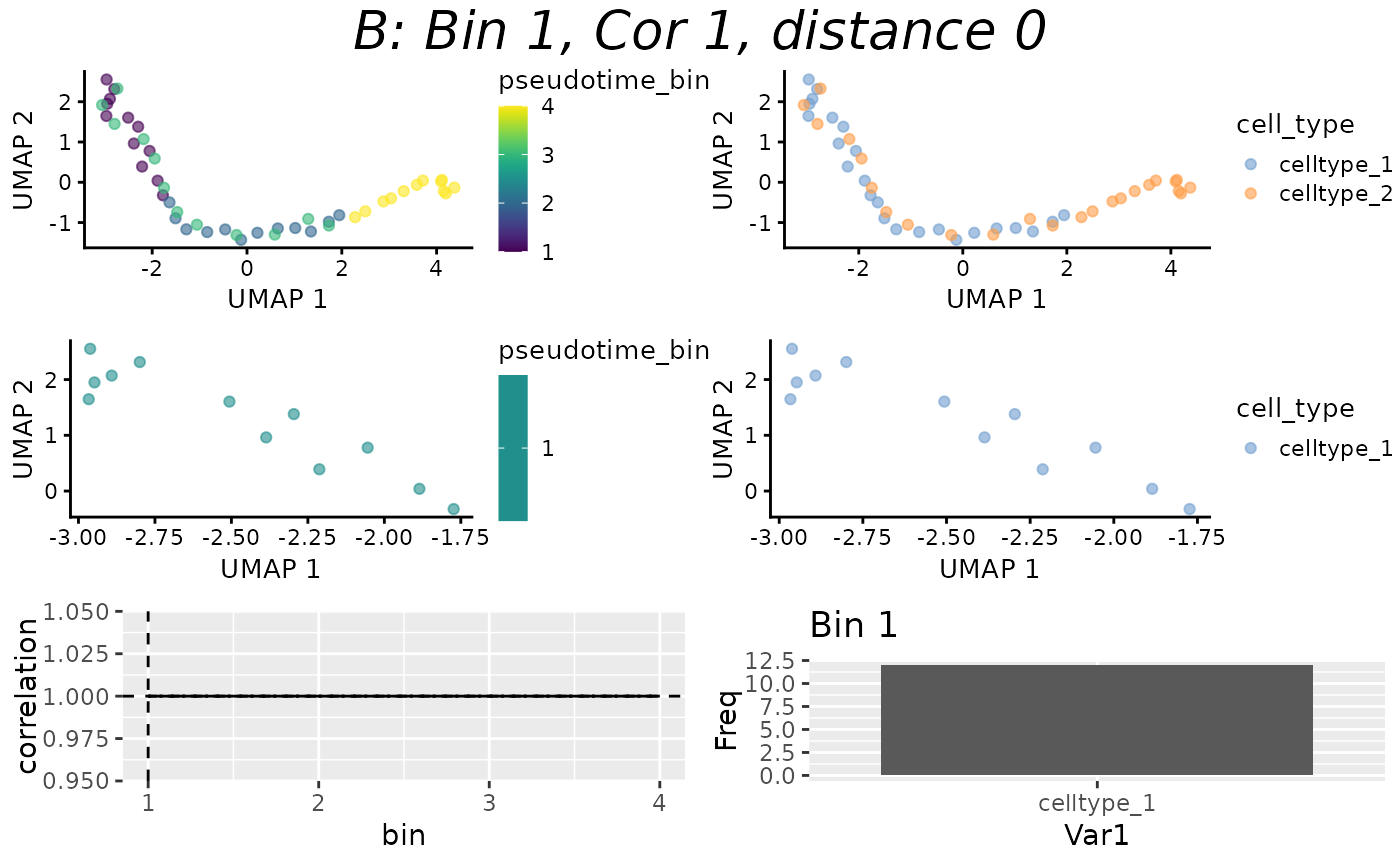 B: Bin 1, Cor 1, distance 0
UMAP 2
2
1
0
-1
-2
0
2
4
UMAP 1
pseudotime_bin
4
3
2
1
UMAP 2
2
1
0
-1
-2
0
2
4
UMAP 1
cell_type
celltype_1
celltype_2
UMAP 2
2
1
0
-3.00
-2.75
-2.50
-2.25
-2.00
-1.75
UMAP 1
pseudotime_bin
1
UMAP 2
2
1
0
-3.00
-2.75
-2.50
-2.25
-2.00
-1.75
UMAP 1
cell_type
celltype_1
correlation
1.050
1.025
1.000
0.975
0.950
1
2
3
4
bin
Bin 1
Freq
12.5
10.0
7.5
5.0
2.5
0.0
celltype_1
Var1